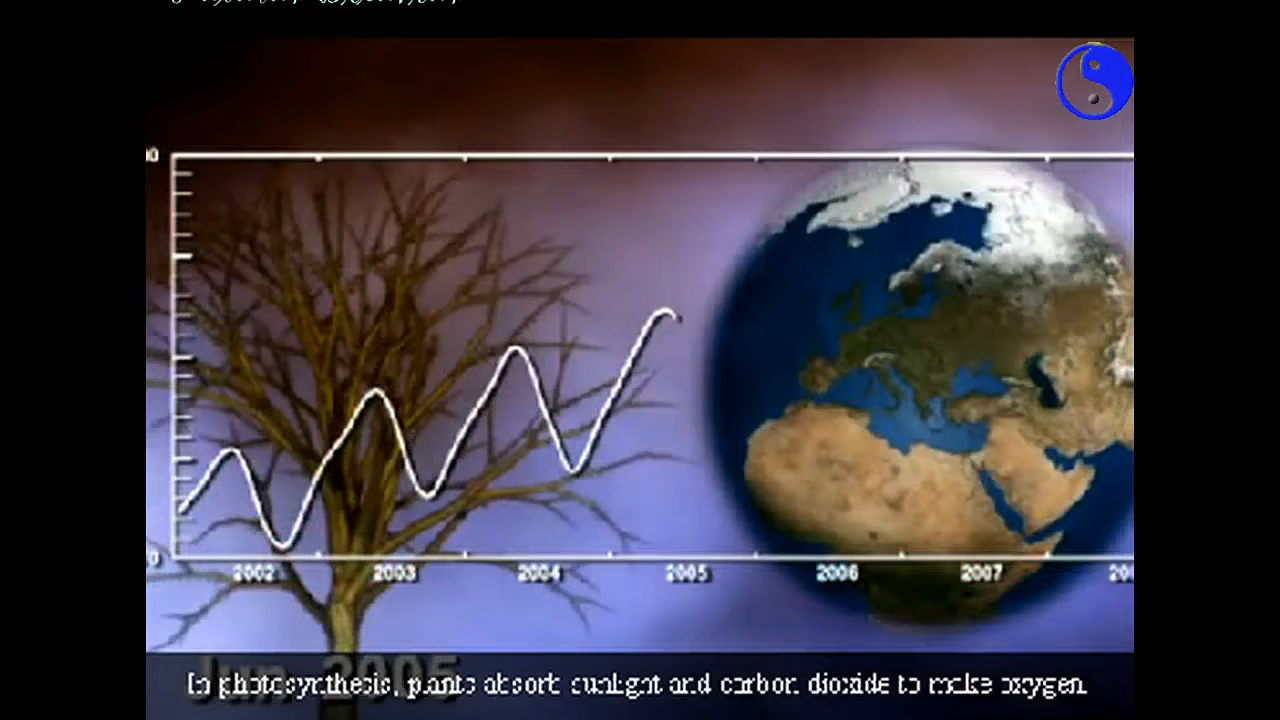 2002 2003 2004 2005 2006 2007
Jun 2005
In photosynthesis, plants absorb sunlight and carbon dioxide to make oxygen.